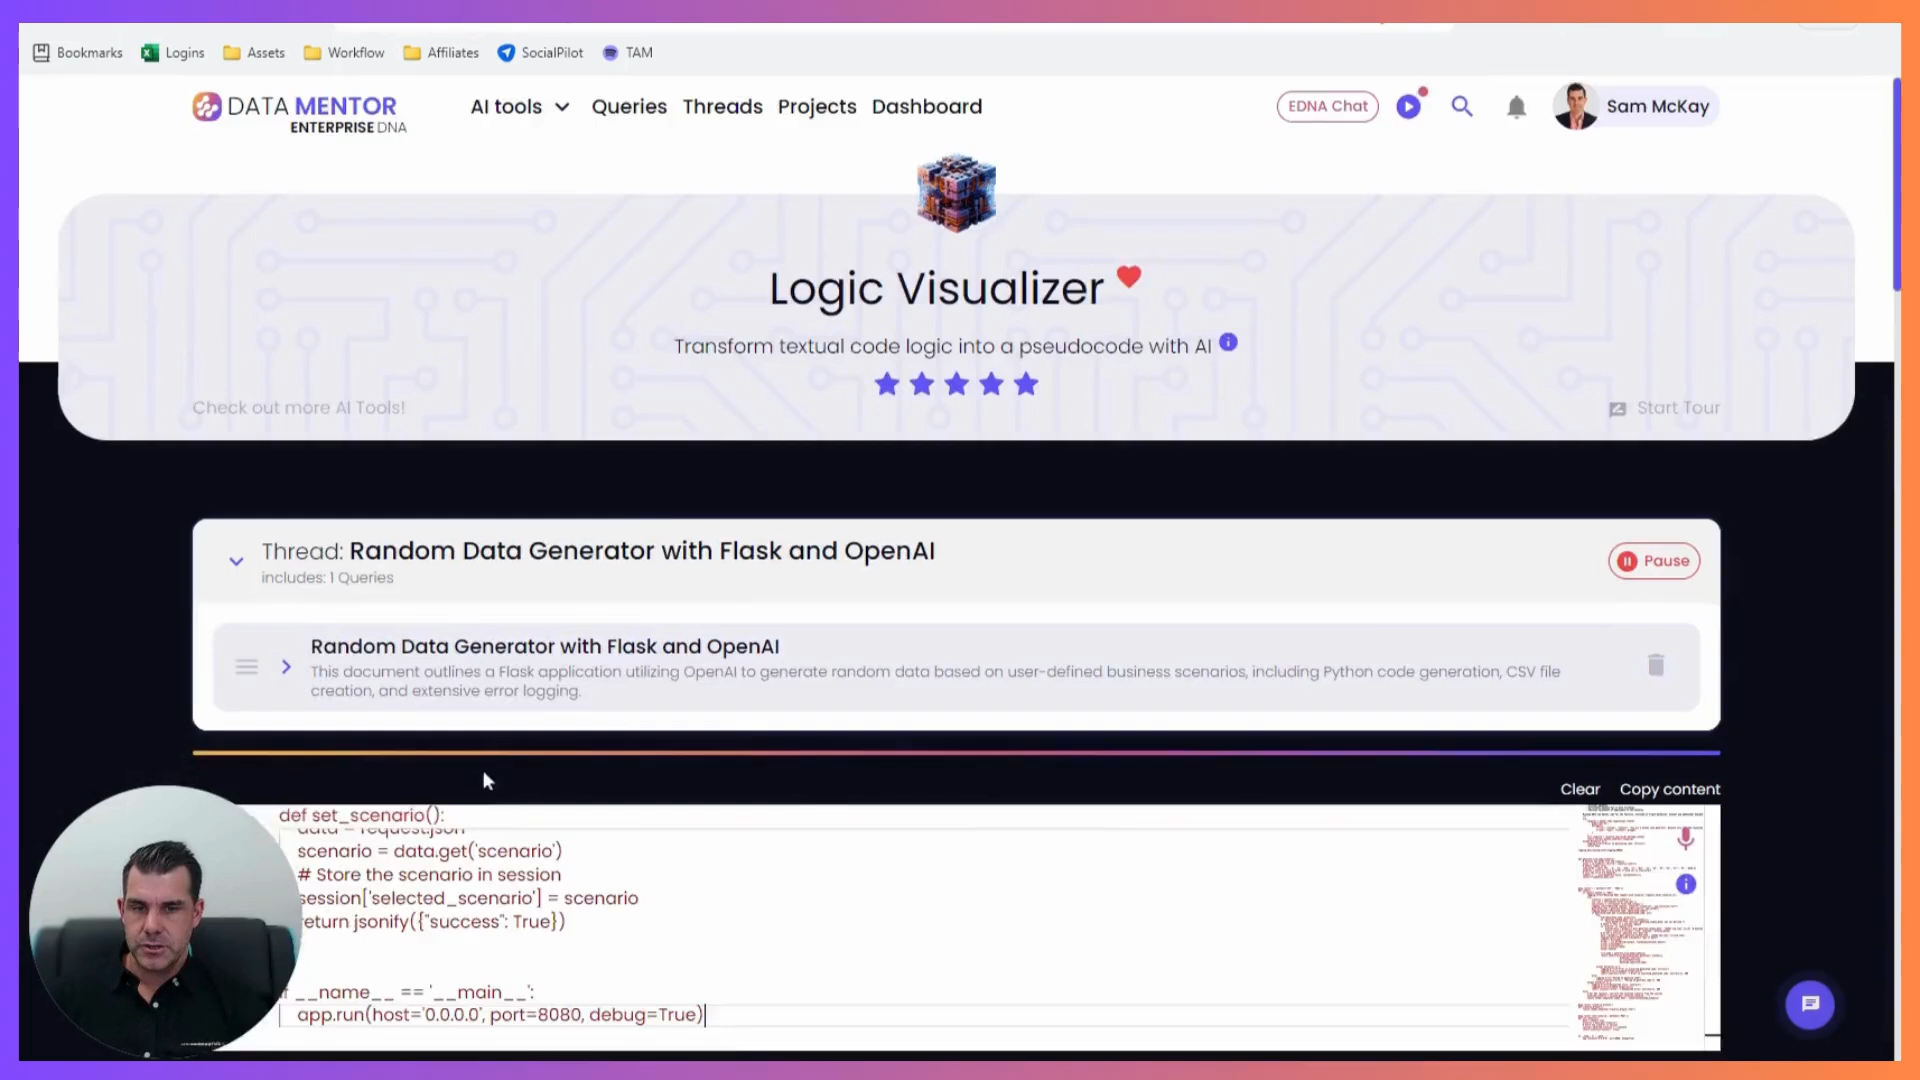 Bookmarks Logins Assets Workflow Affiliates SocialPilot TAM
DATA MENTOR
ENTERPRISE DNA
AI tools Queries Threads Projects Dashboard
EDNA Chat
Sam McKay
Logic Visualizer
Transform textual code logic into a pseudocode with AI
Check out more AI Tools!
Start Tour
Thread: Random Data Generator with Flask and OpenAI
includes: 1 Queries
Pause
Random Data Generator with Flask and OpenAI
This document outlines a Flask application utilizing OpenAI to generate random data based on user-defined business scenarios, including Python code generation, CSV file
creation, and extensive error logging.
Clear Copy content
def set_scenario():
data = request.json
scenario = data.get('scenario')
# Store the scenario in session
session['selected_scenario'] = scenario
return jsonify({"success": True})
__name__ == '__main__':
app.run(host='0.0.0.0', port=8080, debug=True)